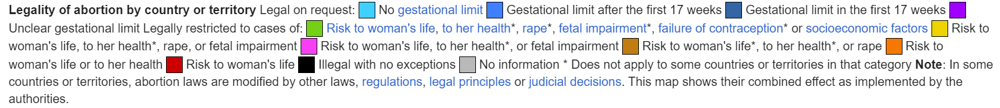 Legality of abortion by country or territory Legal on request: No gestational limit Gestational limit after the first 17 weeks Gestational limit in the first 17 weeks
Unclear gestational limit Legally restricted to cases of: Risk to woman's life, to her health*, rape*, fetal impairment*, failure of contraception* or socioeconomic factors Risk to
woman's life, to her health*, rape, or fetal impairment Risk to woman's life, to her health*, or fetal impairment Risk to woman's life*, to her health*, or rape Risk to
woman's life or to her health Risk to woman's life Illegal with no exceptions No information * Does not apply to some countries or territories in that category Note: In some
countries or territories, abortion laws are modified by other laws, regulations, legal principles or judicial decisions. This map shows their combined effect as implemented by the
authorities.